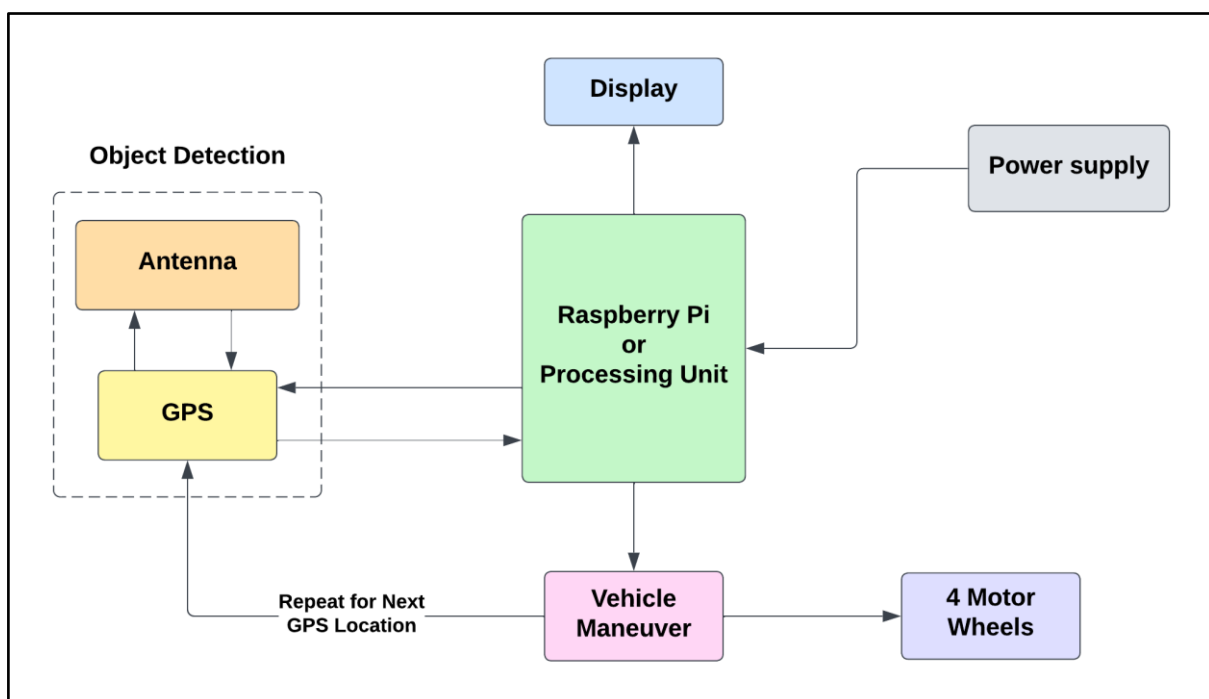 Display
Object Detection
Power supply
Antenna
Raspberry Pi
or
Processing Unit
GPS
Repeat for Next
GPS Location
Vehicle
Maneuver
4 Motor
Wheels